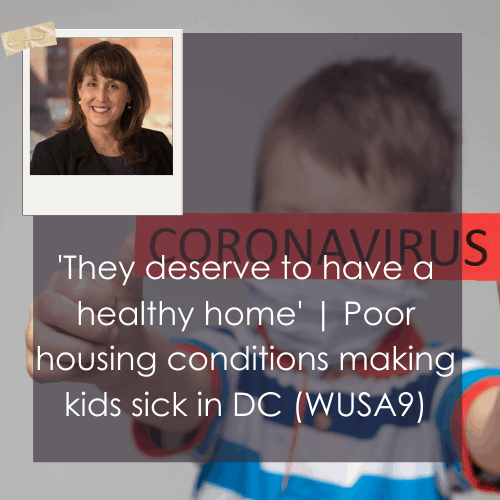 CORONAVIRUS
'They deserve to have a
healthy home' | Poor
housing conditions making
kids sick in DC (WUSA9)